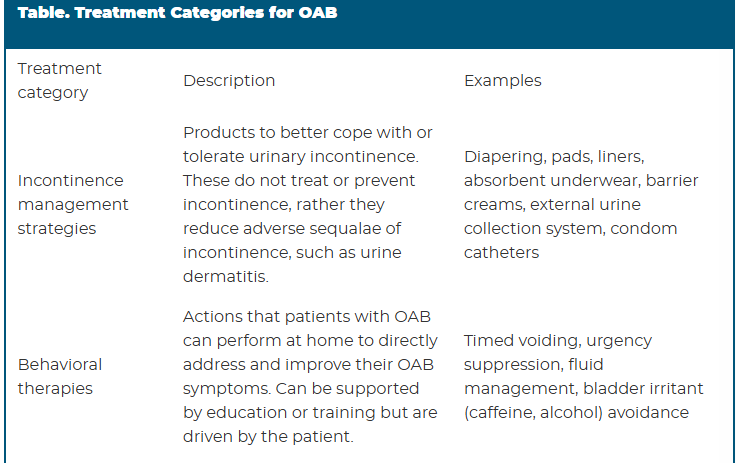 Table. Treatment Categories for OAB
Treatment
category
Description
Examples
Incontinence
management
strategies
Products to better cope with or
tolerate urinary incontinence.
These do not treat or prevent
incontinence, rather they
reduce adverse sequalae of
incontinence, such as urine
dermatitis.
Diapering, pads, liners,
absorbent underwear, barrier
creams, external urine
collection system, condom
catheters
Behavioral
therapies
Actions that patients with OAB
can perform at home to directly
address and improve their OAB
symptoms. Can be supported
by education or training but are
driven by the patient.
Timed voiding, urgency
suppression, fluid
management, bladder irritant
(caffeine, alcohol) avoidance